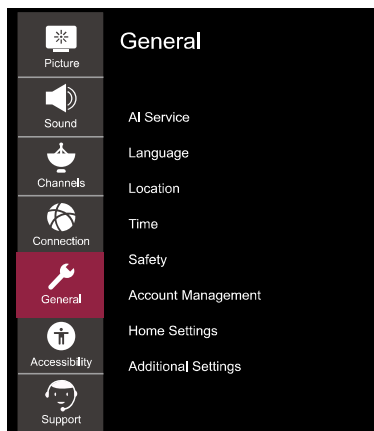 Picture
Sound
Channels
Connection
General
Accessibility
Support
General
AI Service
Language
Location
Time
Safety
Account Management
Home Settings
Additional Settings